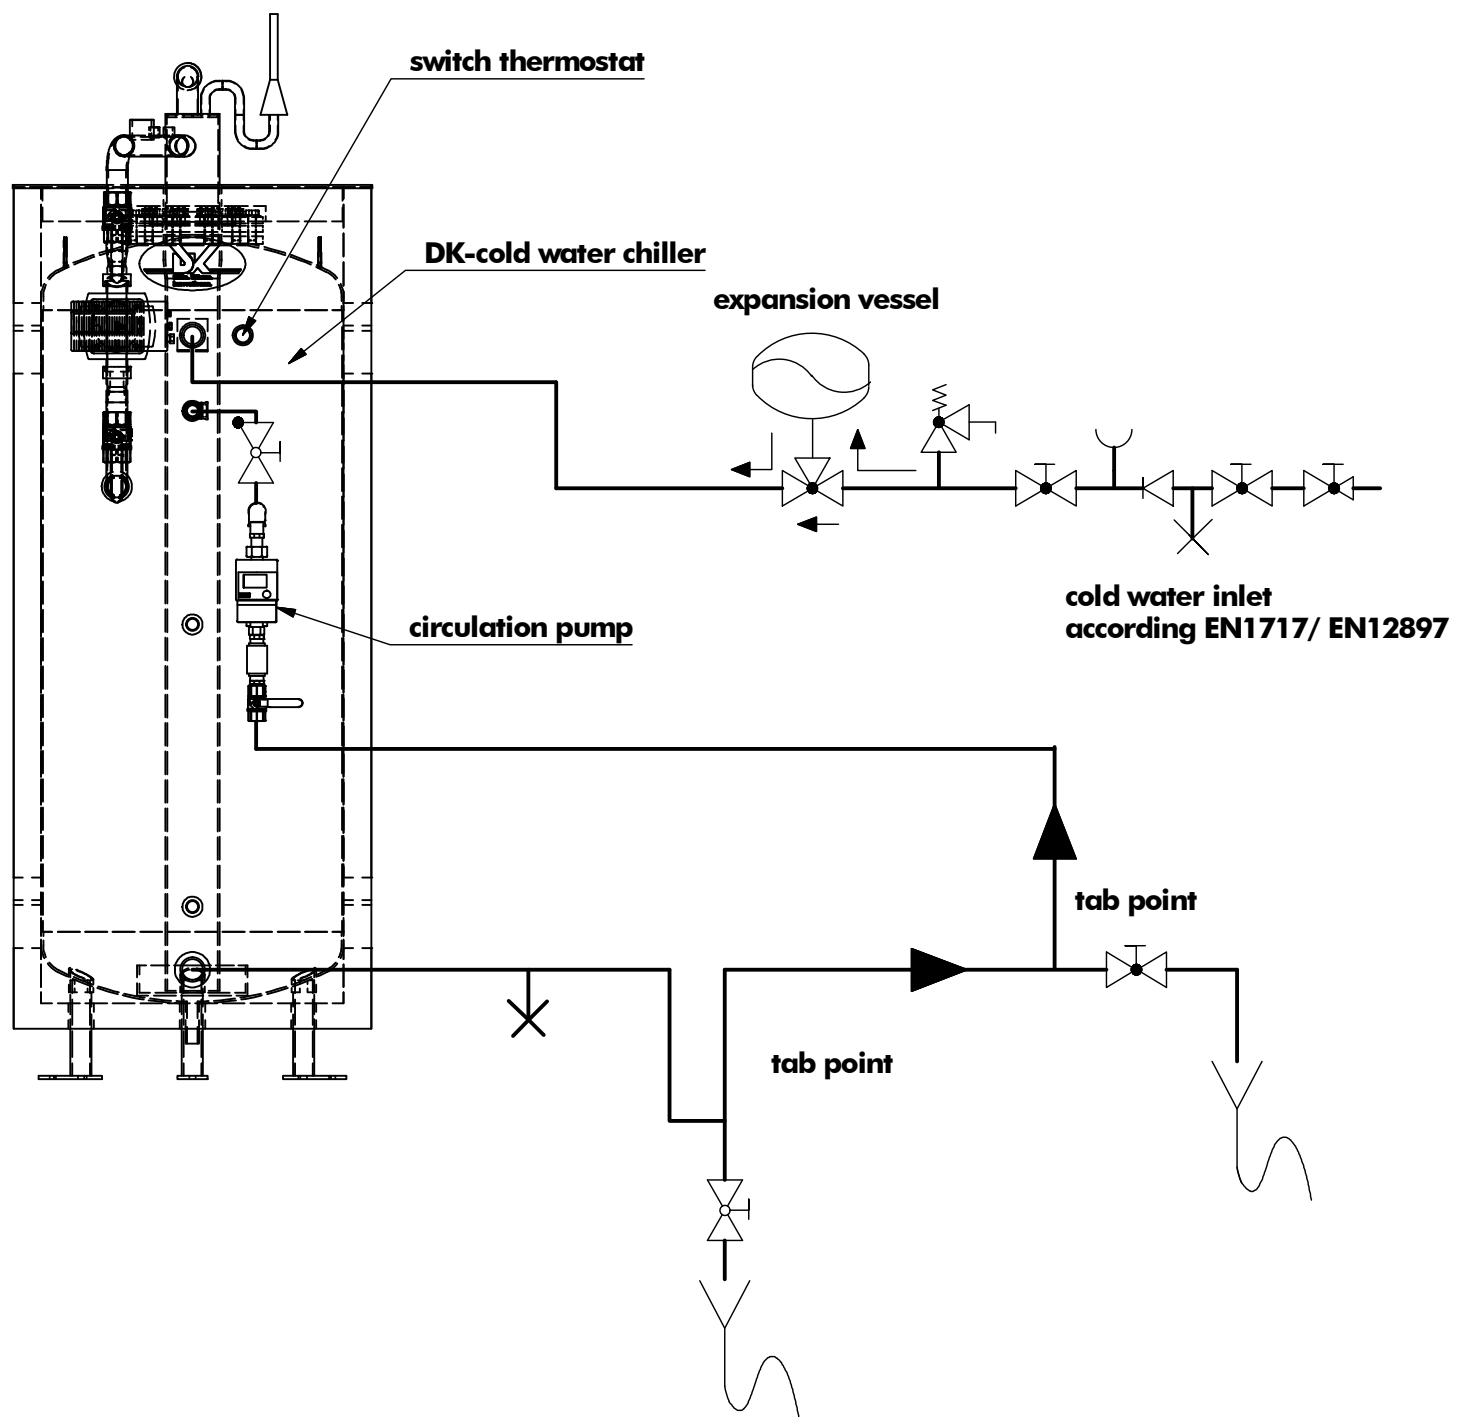 switch thermostat
DK-cold water chiller
expansion vessel
cold water inlet
according EN1717/ EN12897
circulation pump
tab point
tab point